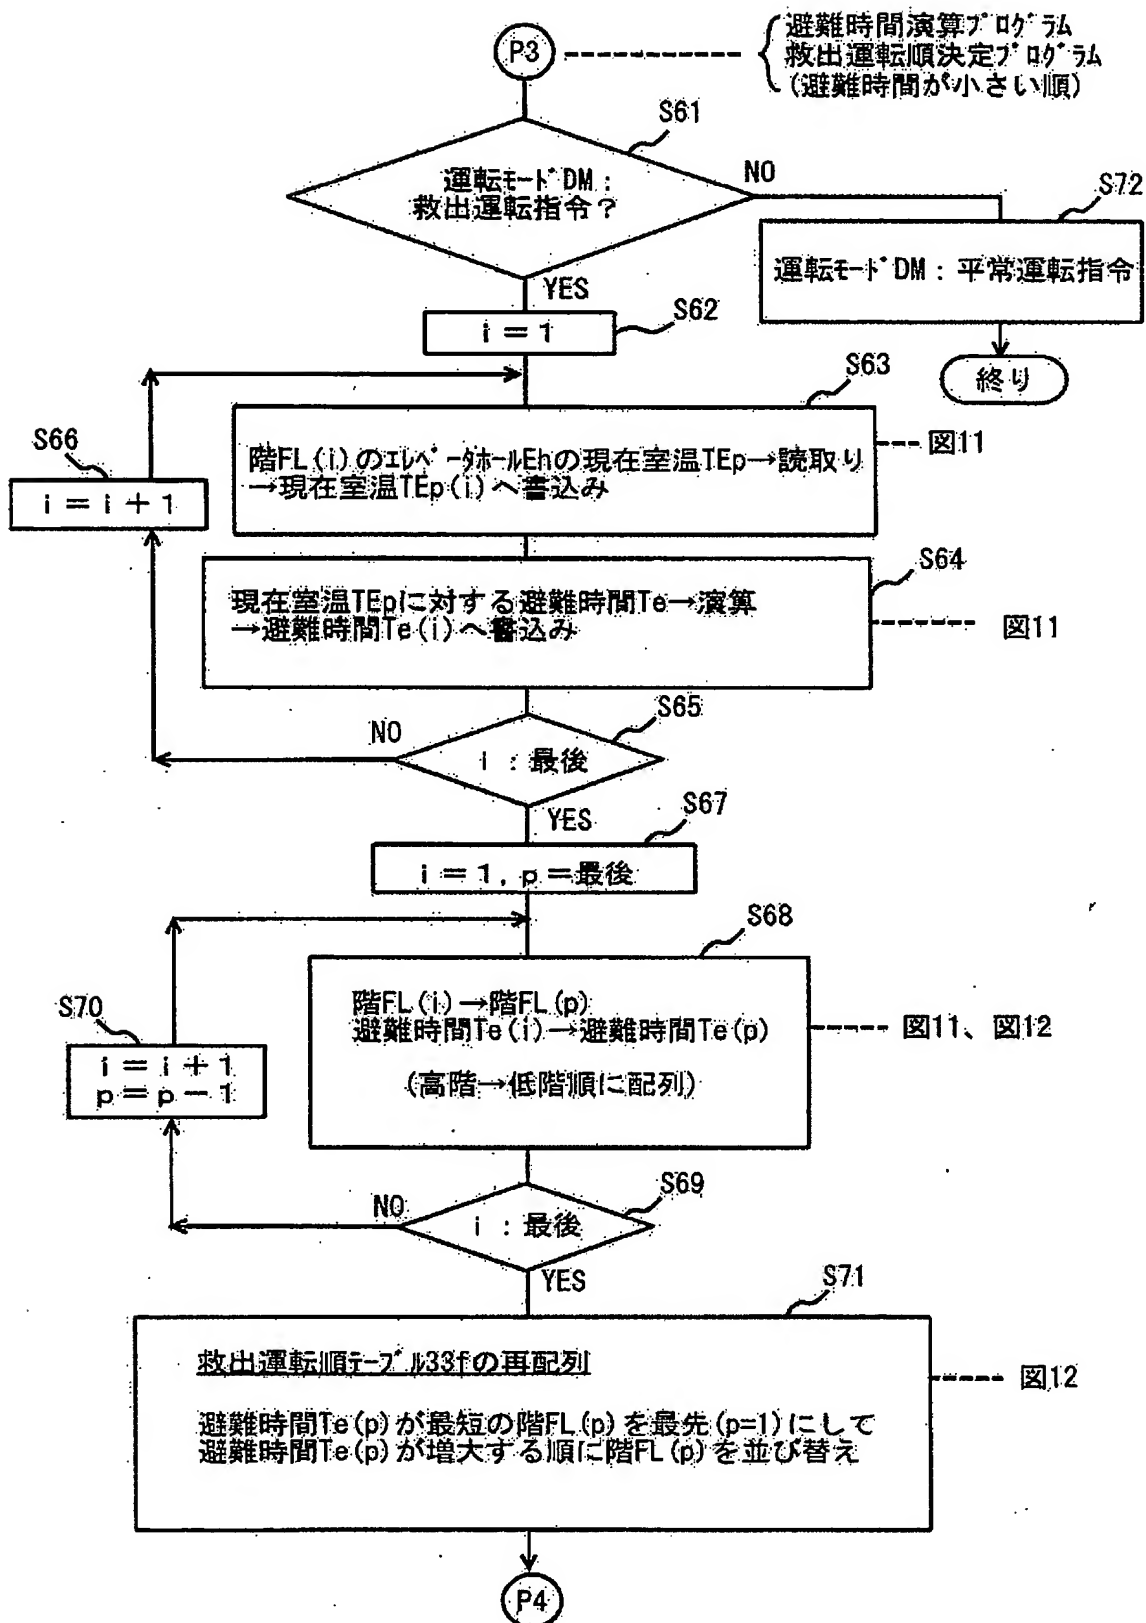 P3
避難時間演算プログラム
救出運転順決定プログラム
(避難時間が小さい順)
S61
運転モードDM:
救出運転指令?
NO
S72
運転モードDM:平常運転指令
終り
YES
S62
i=1
S63
階FL(i)のエレベータホールEhの現在室温TEp→読取り
→現在室温TEp(i)へ書込み
図11
S66
i=i+1
S64
現在室温TEpに対する避難時間Te→演算
→避難時間Te(i)へ書込み
図11
S65
NO
i:最後
YES
S67
i=1, p=最後
S68
階FL(i)→階FL(p)
避難時間Te(i)→避難時間Te(p)
(高階→低階順に配列)
図11、図12
S70
i=i+1
p=p-1
S69
NO
i:最後
YES
S71
救出運転順テーブル33fの再配列
避難時間Te(p)が最短の階FL(p)を最先(p=1)にして
避難時間Te(p)が増大する順に階FL(p)を並び替え
図12
P4